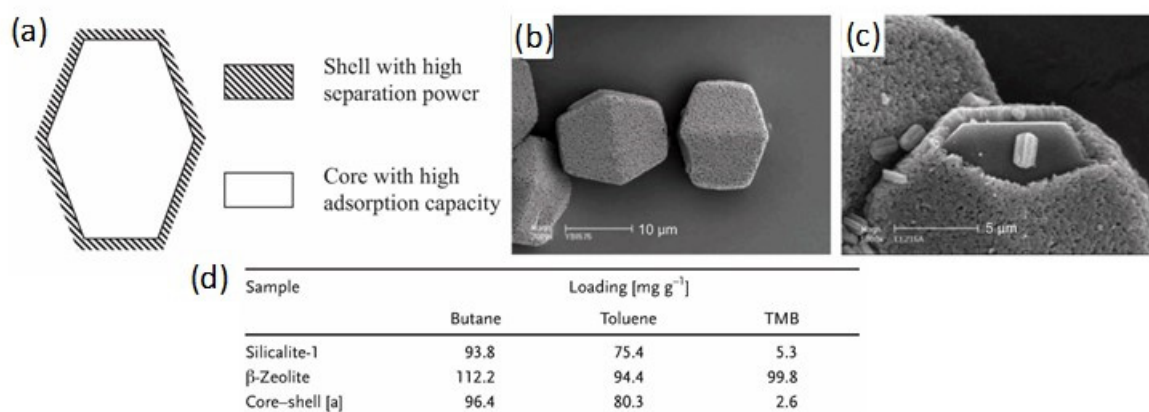 (a)
Shell with high
separation power
Core with high
adsorption capacity
(b)
10 µm
(c)
5 µm
(d)
Sample Loading [mg g⁻¹]
Butane Toluene TMB
Silicalite-1 93.8 75.4 5.3
β-Zeolite 112.2 94.4 99.8
Core–shell [a] 96.4 80.3 2.6